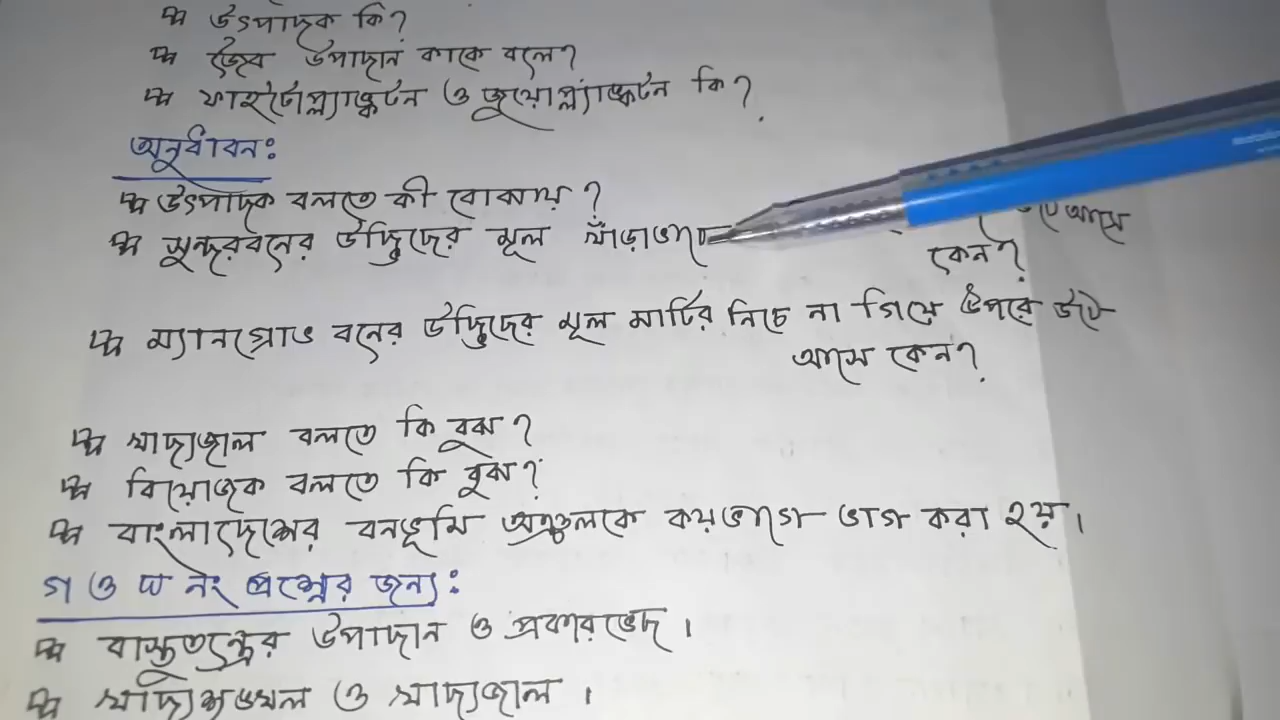 ⇒ উৎপাদক কি?
⇒ জৈব উপাদান কাকে বলে?
⇒ ফাইটোপ্ল্যাঙ্কটন ও জুয়োপ্ল্যাঙ্কটন কি?
অনুধাবন:
⇒ উৎপাদক বলতে কী বোঝায়?
⇒ সুন্দরবনের উদ্ভিদের মূল খাঁড়াভাবে উঠে আসে
কেন?
⇒ ম্যানগ্রোভ বনের উদ্ভিদের মূল মাটির নিচে না গিয়ে উপরে উঠে
আসে কেন?
⇒ খাদ্যজাল বলতে কি বুঝ?
⇒ বিয়োজক বলতে কি বুঝ?
⇒ বাংলাদেশের বনভূমি অঞ্চলকে কয়ভাগে ভাগ করা হয়।
গ ও ঘ নং প্রশ্নের জন্য:
⇒ বাস্তুতন্ত্রের উপাদান ও প্রকারভেদ।
⇒ খাদ্যশৃঙ্খল ও খাদ্যজাল।